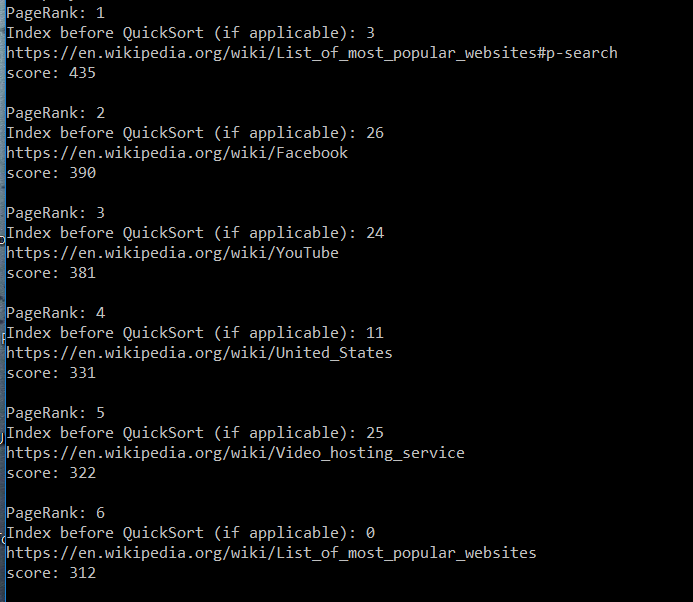 PageRank: 1
Index before QuickSort (if applicable): 3
https://en.wikipedia.org/wiki/List_of_most_popular_websites#p-search
score: 435
PageRank: 2
Index before QuickSort (if applicable): 26
https://en.wikipedia.org/wiki/Facebook
score: 390
PageRank: 3
Index before QuickSort (if applicable): 24
https://en.wikipedia.org/wiki/YouTube
score: 381
PageRank: 4
Index before QuickSort (if applicable): 11
https://en.wikipedia.org/wiki/United_States
score: 331
PageRank: 5
Index before QuickSort (if applicable): 25
https://en.wikipedia.org/wiki/Video_hosting_service
score: 322
PageRank: 6
Index before QuickSort (if applicable): 0
https://en.wikipedia.org/wiki/List_of_most_popular_websites
score: 312